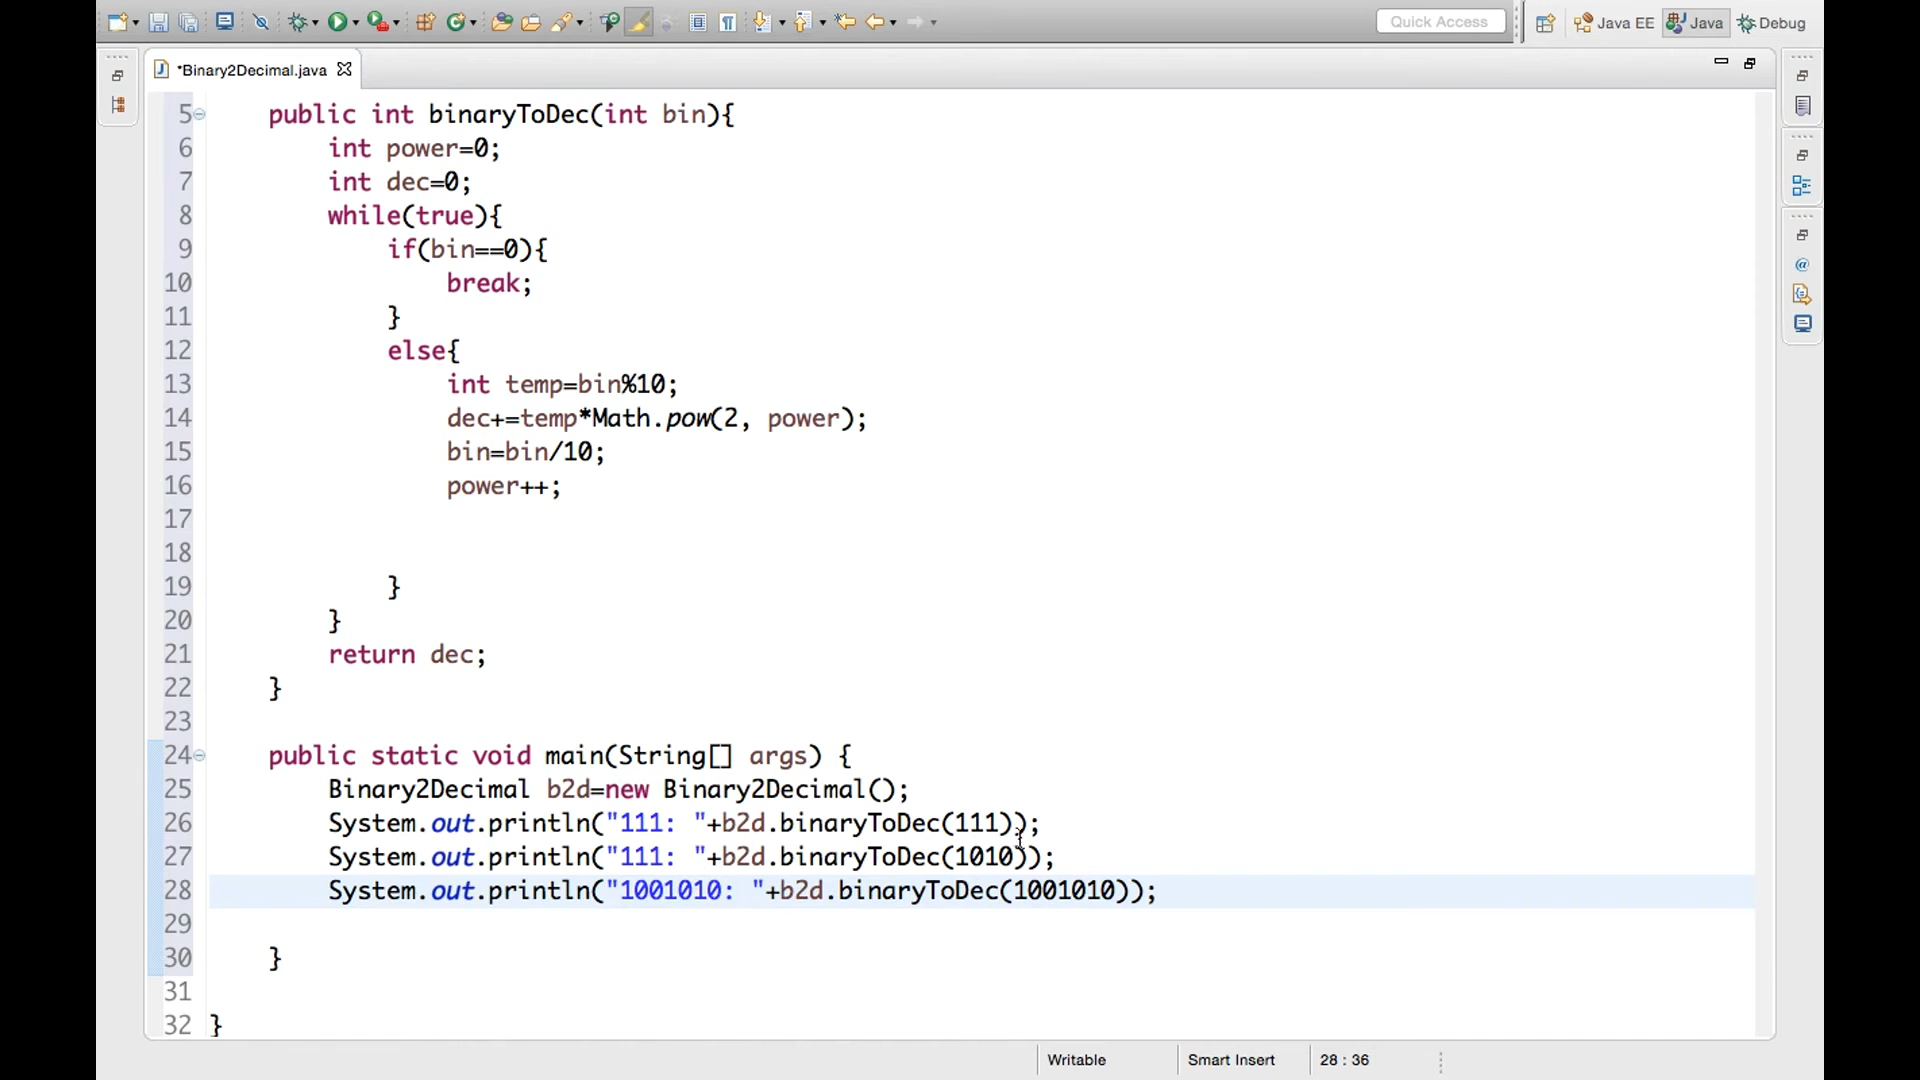 Quick Access
Java EE
Java
Debug
*Binary2Decimal.java
5 public int binaryToDec(int bin){
6 int power=0;
7 int dec=0;
8 while(true){
9 if(bin==0){
10 break;
11 }
12 else{
13 int temp=bin%10;
14 dec+=temp*Math.pow(2, power);
15 bin=bin/10;
16 power++;
17
18
19 }
20 }
21 return dec;
22 }
23
24 public static void main(String[] args) {
25 Binary2Decimal b2d=new Binary2Decimal();
26 System.out.println("111: "+b2d.binaryToDec(111));
27 System.out.println("111: "+b2d.binaryToDec(1010));
28 System.out.println("1001010: "+b2d.binaryToDec(1001010));
29
30 }
31
32 }
Writable
Smart Insert
28 : 36